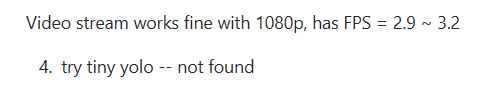 Video stream works fine with 1080p, has FPS = 2.9 ~ 3.2
4. try tiny yolo -- not found